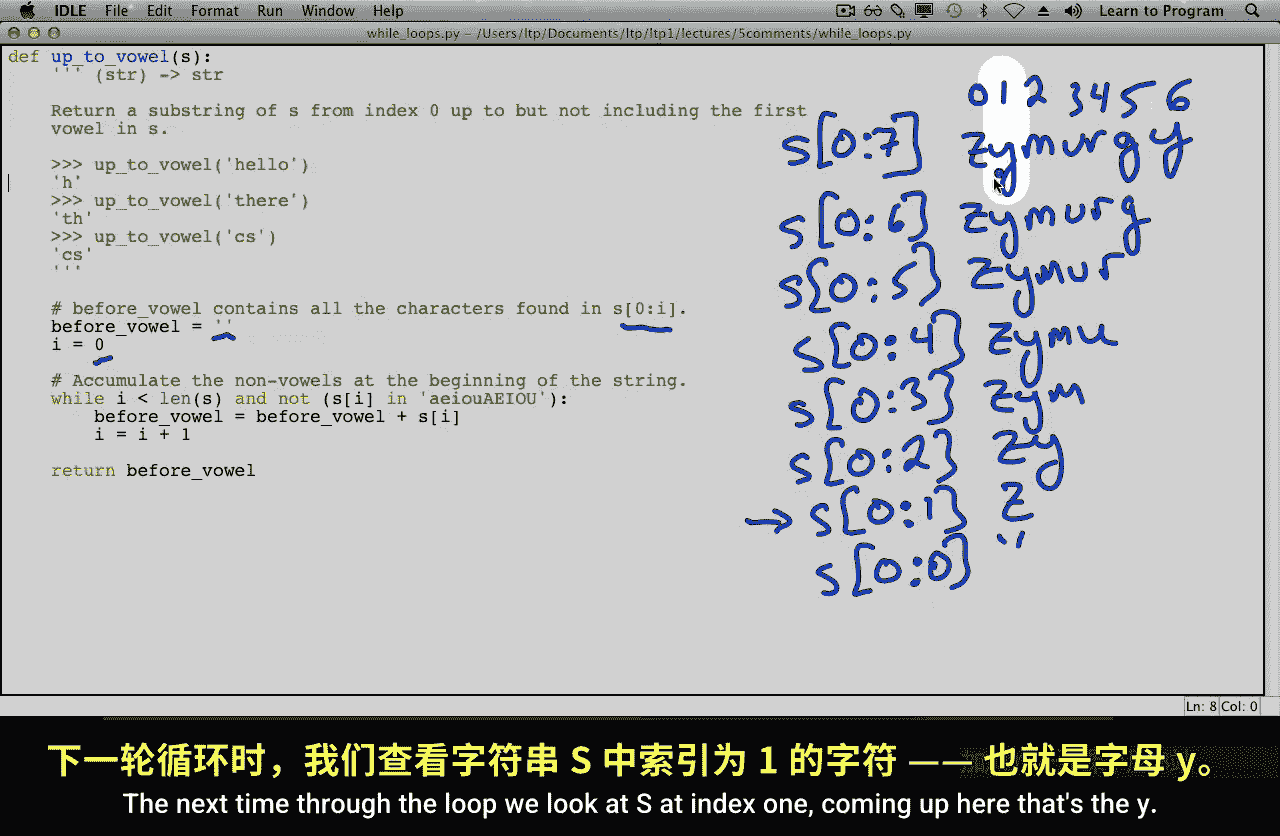 IDLE File Edit Format Run Window Help Learn to Program
while_loops.py – /Users/ltp/Documents/ltp/ltp1/lectures/5comments/while_loops.py
def up_to_vowel(s):
''' (str) -> str
Return a substring of s from index 0 up to but not including the first
vowel in s.
>>> up_to_vowel('hello')
'h'
>>> up_to_vowel('there')
'th'
>>> up_to_vowel('cs')
'cs'
'''
# before_vowel contains all the characters found in s[0:i].
before_vowel = ''
i = 0
# Accumulate the non-vowels at the beginning of the string.
while i < len(s) and not (s[i] in 'aeiouAEIOU'):
before_vowel = before_vowel + s[i]
i = i + 1
return before_vowel
0 1 2 3 4 5 6
s[0:7] zymurgy
s[0:6] zymurg
s[0:5] zymur
s[0:4] zymu
s[0:3] zym
s[0:2] zy
→ s[0:1] z
s[0:0] ''
Ln: 8 Col: 0
下一轮循环时，我们查看字符串 S 中索引为 1 的字符 —— 也就是字母 y。
The next time through the loop we look at S at index one, coming up here that's the y.